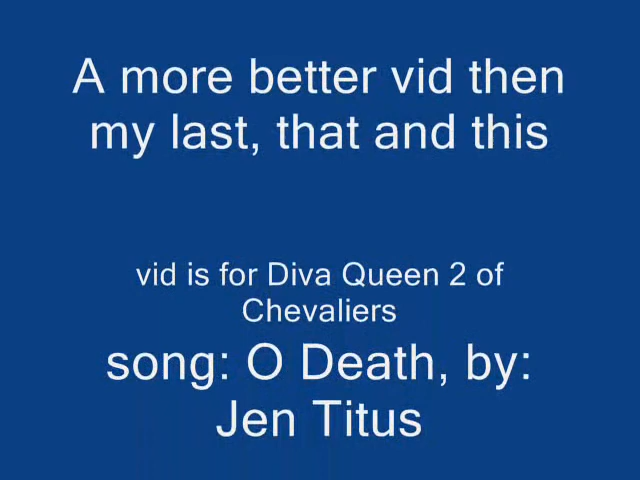 A more better vid then
my last, that and this
vid is for Diva Queen 2 of
Chevaliers
song: O Death, by:
Jen Titus